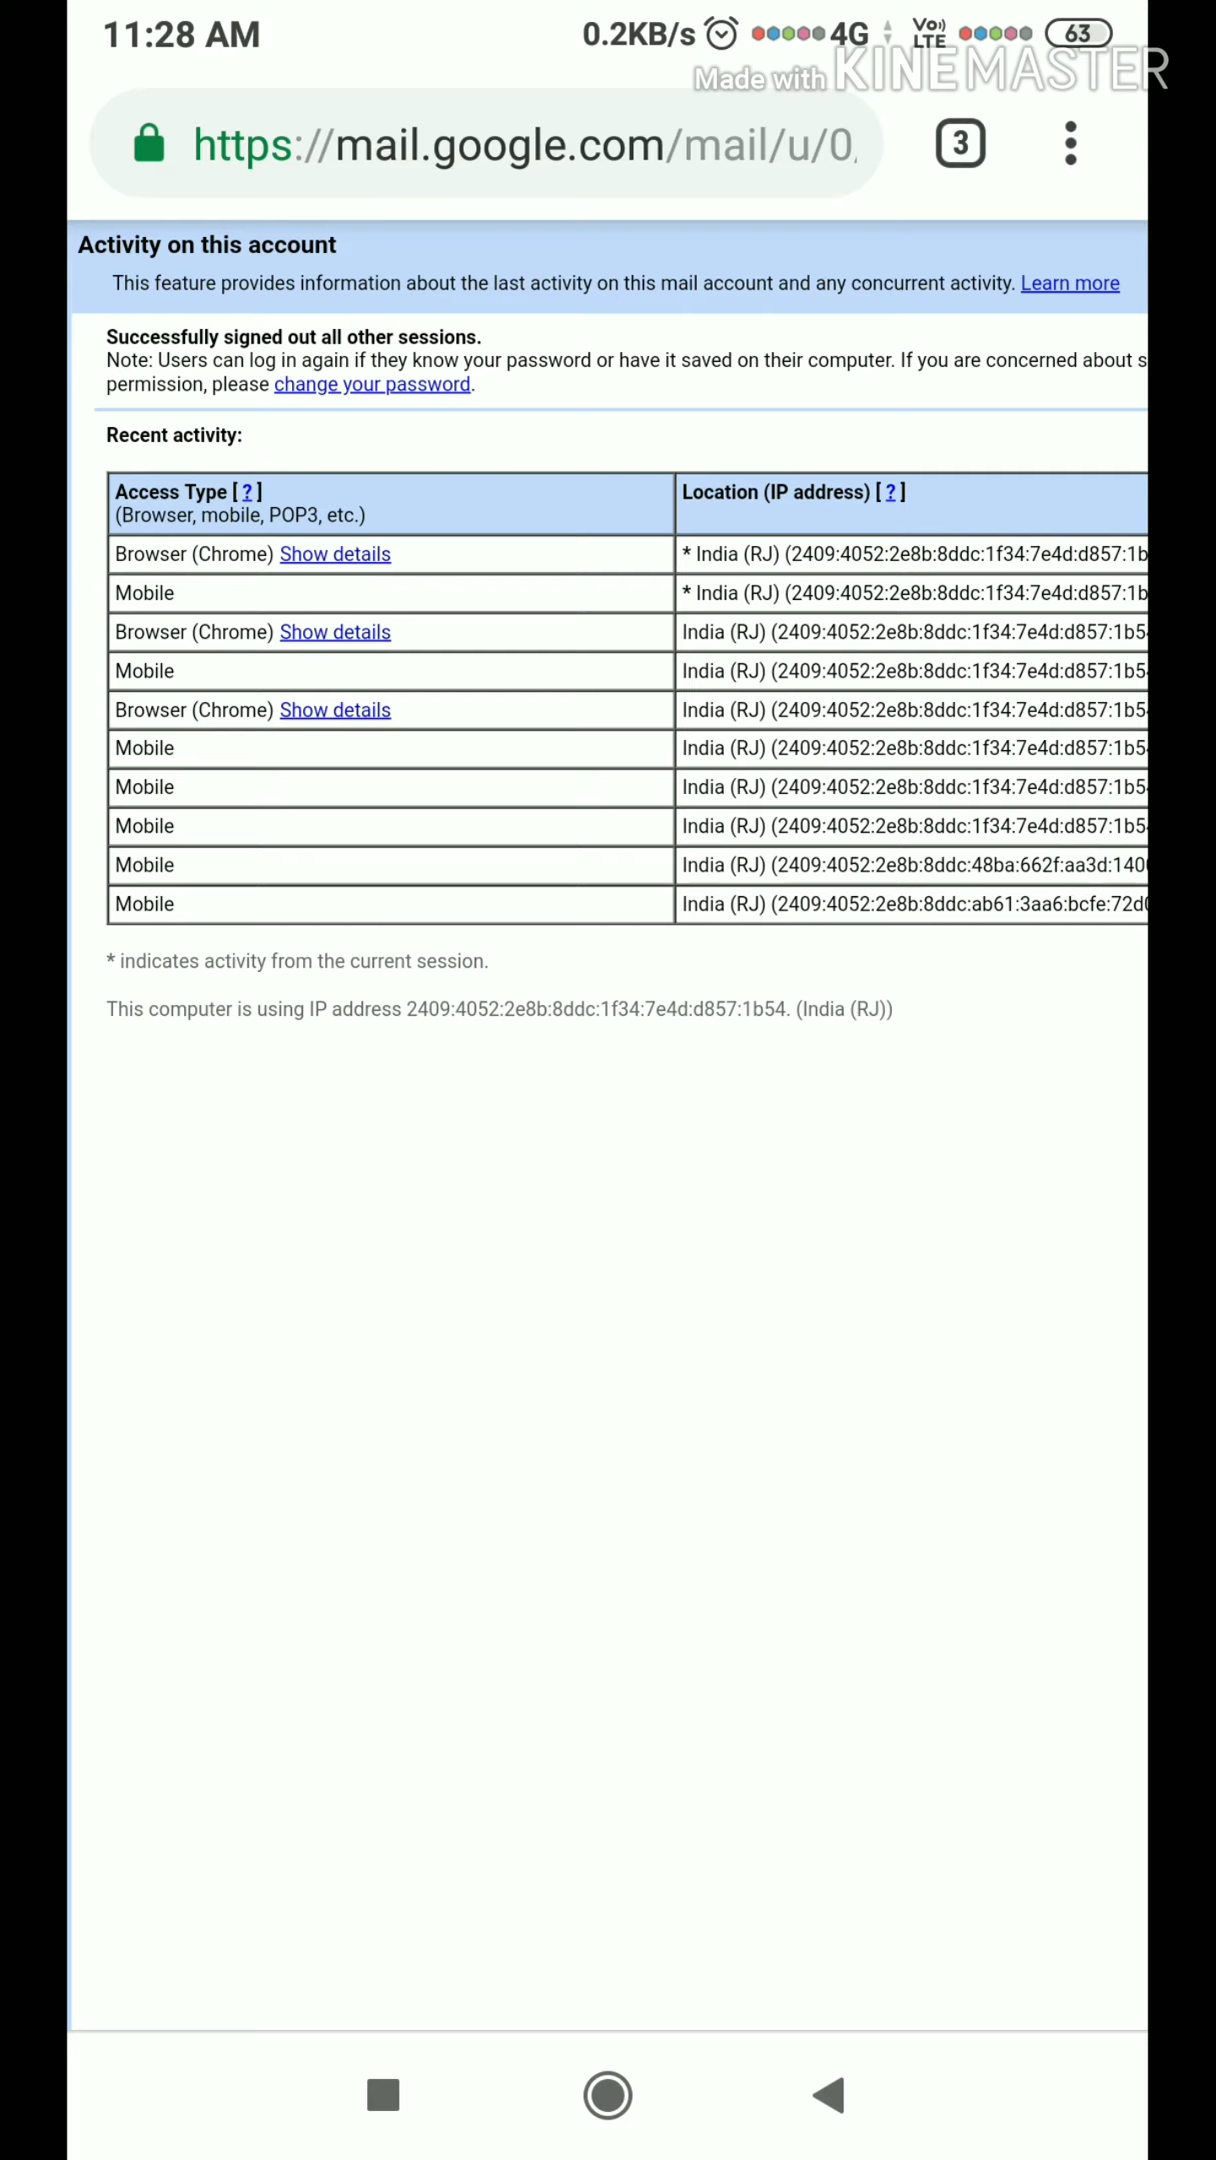 11:28 AM 0.2KB/s 4G Vo)) LTE 63
Made with KINEMASTER
https://mail.google.com/mail/u/0 3
Activity on this account
This feature provides information about the last activity on this mail account and any concurrent activity. Learn more
Successfully signed out all other sessions.
Note: Users can log in again if they know your password or have it saved on their computer. If you are concerned about s
permission, please change your password.
Recent activity:
Access Type [ ? ] Location (IP address) [ ? ]
(Browser, mobile, POP3, etc.)
Browser (Chrome) Show details * India (RJ) (2409:4052:2e8b:8ddc:1f34:7e4d:d857:1b
Mobile * India (RJ) (2409:4052:2e8b:8ddc:1f34:7e4d:d857:1b
Browser (Chrome) Show details India (RJ) (2409:4052:2e8b:8ddc:1f34:7e4d:d857:1b5
Mobile India (RJ) (2409:4052:2e8b:8ddc:1f34:7e4d:d857:1b5
Browser (Chrome) Show details India (RJ) (2409:4052:2e8b:8ddc:1f34:7e4d:d857:1b5
Mobile India (RJ) (2409:4052:2e8b:8ddc:1f34:7e4d:d857:1b5
Mobile India (RJ) (2409:4052:2e8b:8ddc:1f34:7e4d:d857:1b5
Mobile India (RJ) (2409:4052:2e8b:8ddc:1f34:7e4d:d857:1b5
Mobile India (RJ) (2409:4052:2e8b:8ddc:48ba:662f:aa3d:140
Mobile India (RJ) (2409:4052:2e8b:8ddc:ab61:3aa6:bcfe:72d
* indicates activity from the current session.
This computer is using IP address 2409:4052:2e8b:8ddc:1f34:7e4d:d857:1b54. (India (RJ))